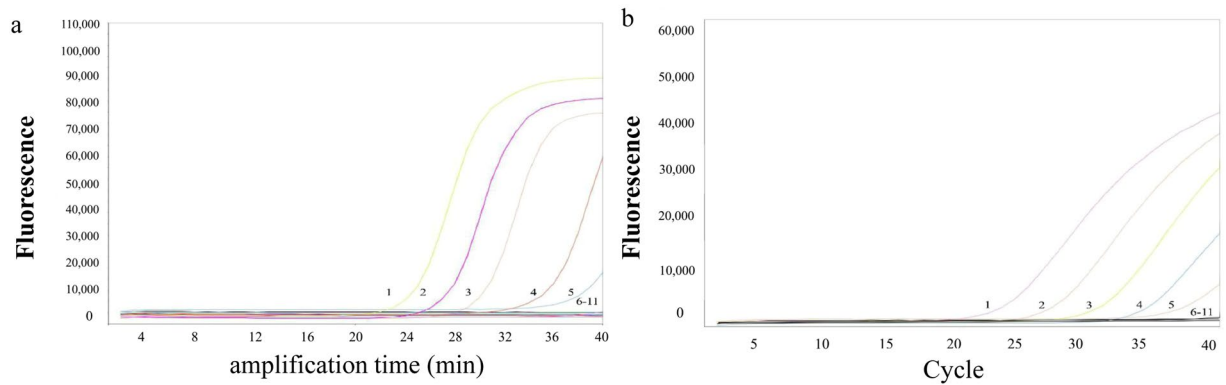 a
110,000
100,000
90,000
80,000
70,000
60,000
50,000
40,000
30,000
20,000
10,000
0
Fluorescence
1 2 3 4 5
6-11
4 8 12 16 20 24 28 32 36 40
amplification time (min)
b
60,000
50,000
40,000
30,000
20,000
10,000
0
Fluorescence
1 2 3 4 5
6-11
5 10 15 20 25 30 35 40
Cycle